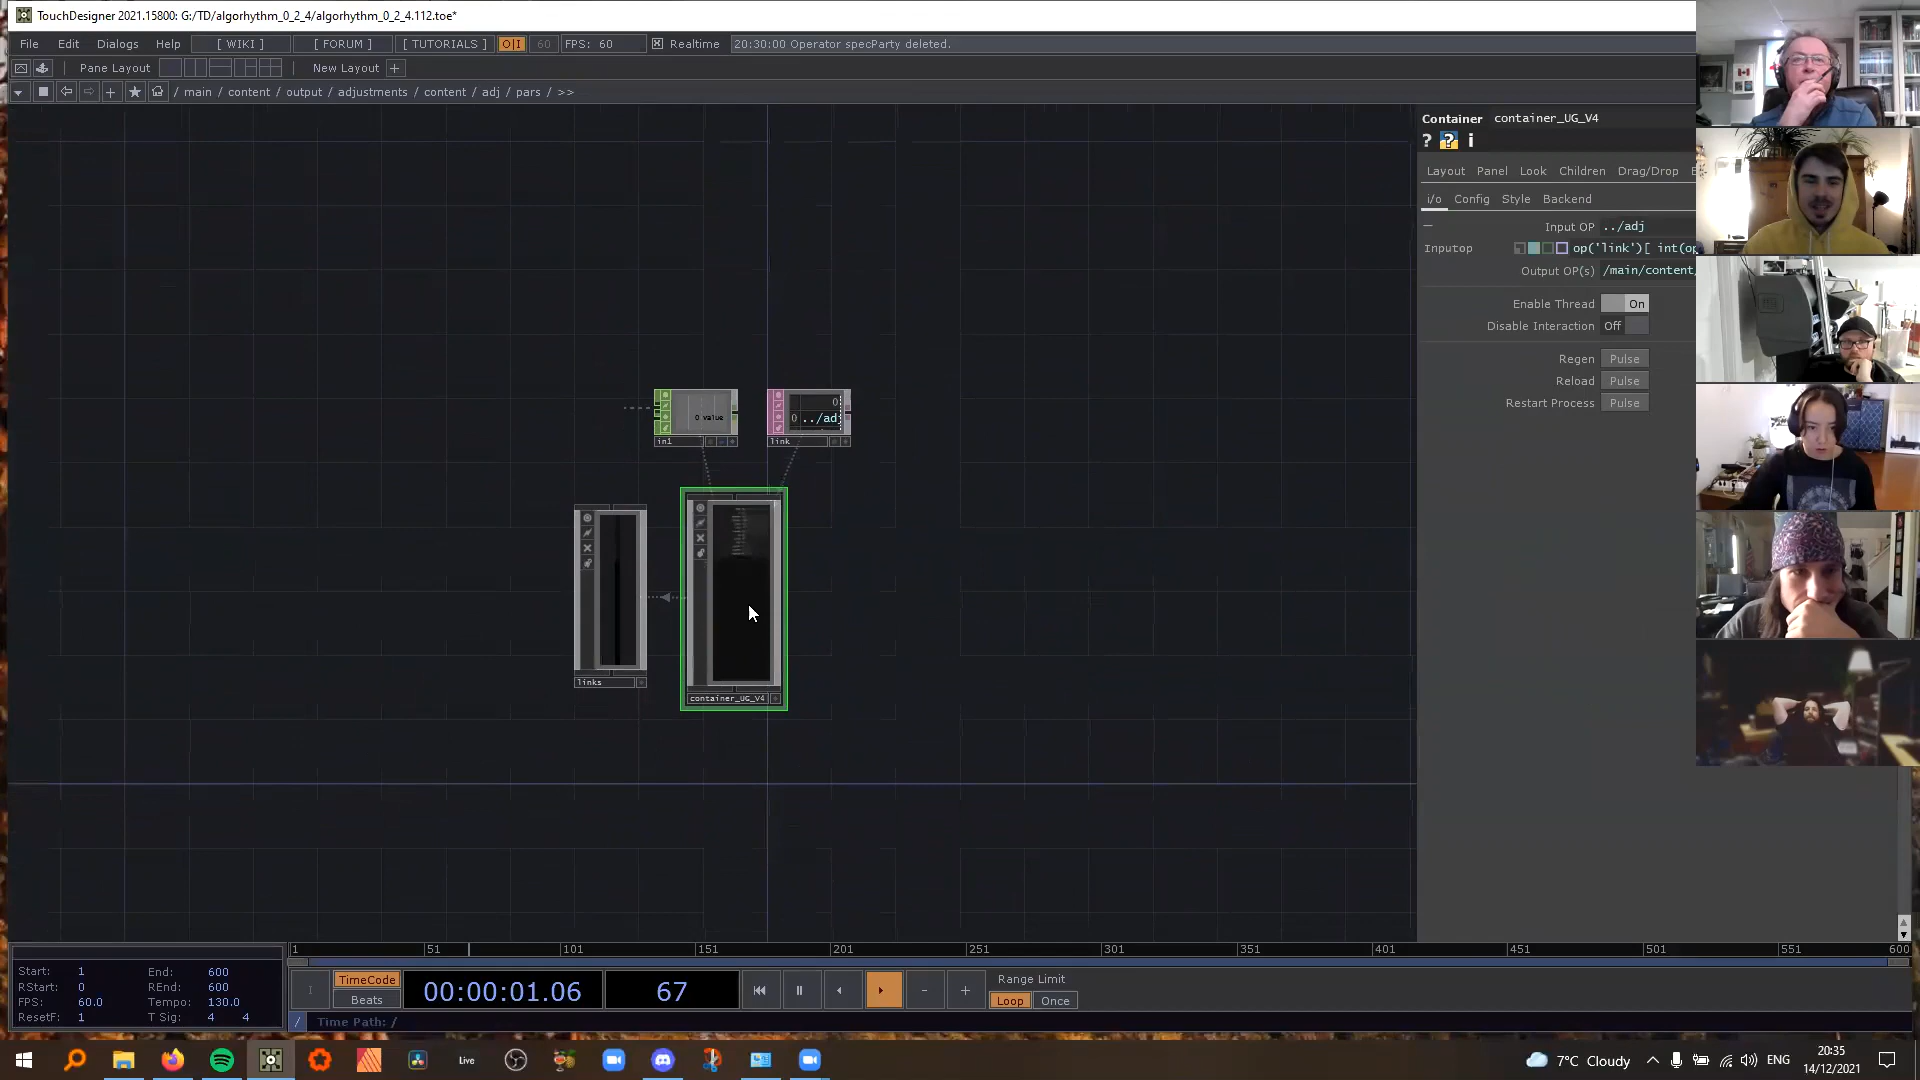 TouchDesigner 2021.15800: G:/TD/algorhythm_0_2_4/algorhythm_0_2_4.112.toe*
File Edit Dialogs Help [ WIKI ] [ FORUM ] [ TUTORIALS ] O|I 60 FPS: 60 Realtime 20:30:00 Operator specParty deleted.
Pane Layout New Layout +
/ main / content / output / adjustments / content / adj / pars / >>
Container container_UG_V4
? ? i
Layout Panel Look Children Drag/Drop
i/o Config Style Backend
Input OP ../adj
Inputop op('link')[ int(op
Output OP(s) /main/content/
Enable Thread On
Disable Interaction Off
Regen Pulse
Reload Pulse
Restart Process Pulse
0 value
in1
0
0 ../adj
link
links
container_UG_V4
1 51 101 151 201 251 301 351 401 451 501 551 600
Start: 1 End: 600
RStart: 0 REnd: 600
FPS: 60.0 Tempo: 130.0
ResetF: 1 T Sig: 4 4
TimeCode
Beats
00:00:01.06
67
Range Limit
Loop Once
/ Time Path: /
Live
7°C Cloudy
ENG
20:35
14/12/2021